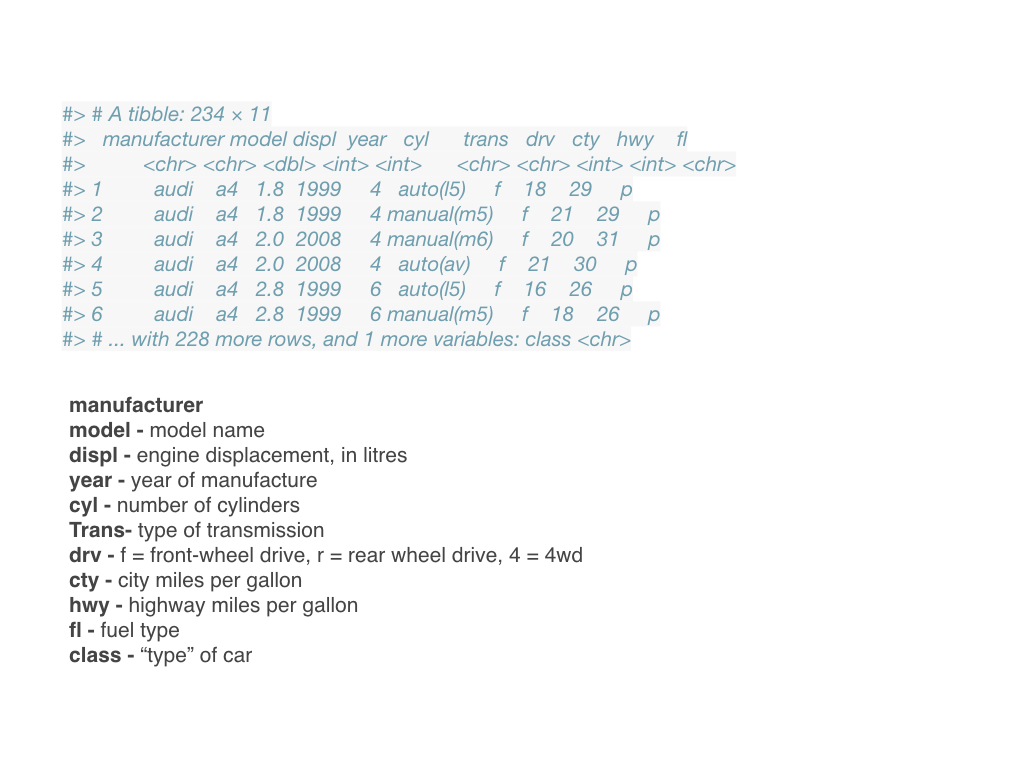 #> # A tibble: 234 × 11
#> manufacturer model displ year cyl trans drv cty hwy fl
#> <chr> <chr> <dbl> <int> <int> <chr> <chr> <int> <int> <chr>
#> 1 audi a4 1.8 1999 4 auto(l5) f 18 29 p
#> 2 audi a4 1.8 1999 4 manual(m5) f 21 29 p
#> 3 audi a4 2.0 2008 4 manual(m6) f 20 31 p
#> 4 audi a4 2.0 2008 4 auto(av) f 21 30 p
#> 5 audi a4 2.8 1999 6 auto(l5) f 16 26 p
#> 6 audi a4 2.8 1999 6 manual(m5) f 18 26 p
#> # ... with 228 more rows, and 1 more variables: class <chr>
manufacturer
model - model name
displ - engine displacement, in litres
year - year of manufacture
cyl - number of cylinders
Trans- type of transmission
drv - f = front-wheel drive, r = rear wheel drive, 4 = 4wd
cty - city miles per gallon
hwy - highway miles per gallon
fl - fuel type
class - “type” of car